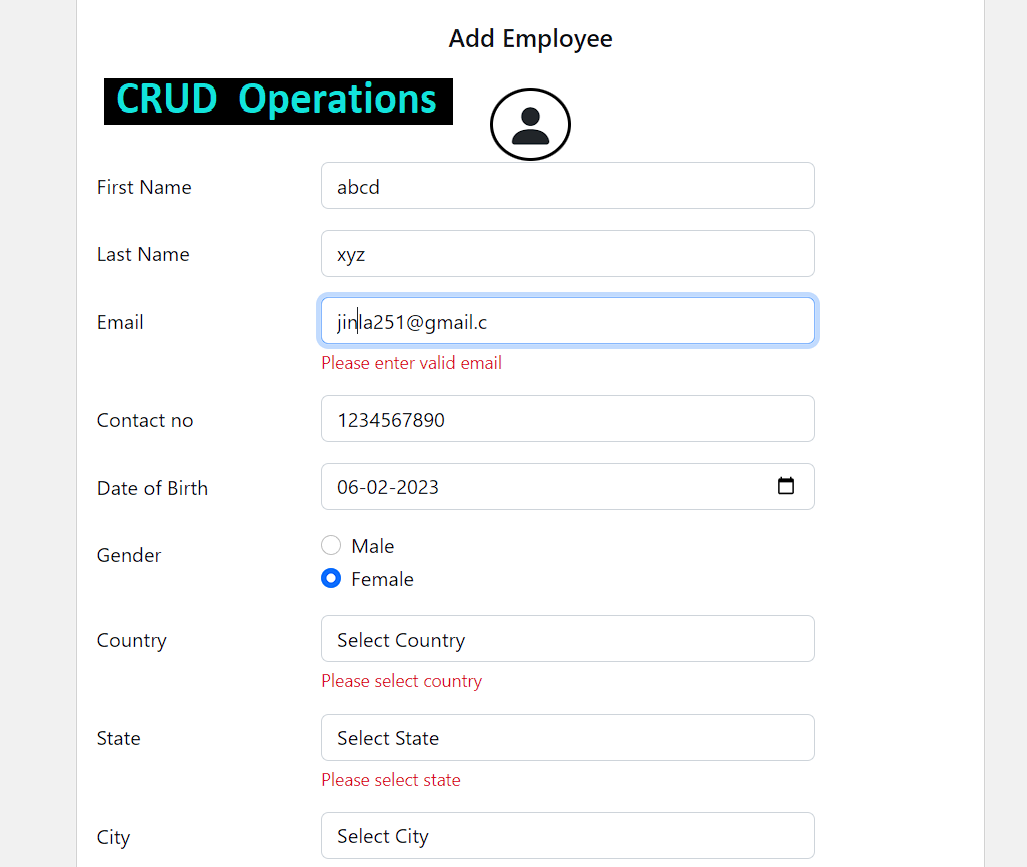 Add Employee
CRUD Operations
First Name abcd
Last Name xyz
Email jinla251@gmail.c
Please enter valid email
Contact no 1234567890
Date of Birth 06-02-2023
Gender Male
Female
Country Select Country
Please select country
State Select State
Please select state
City Select City